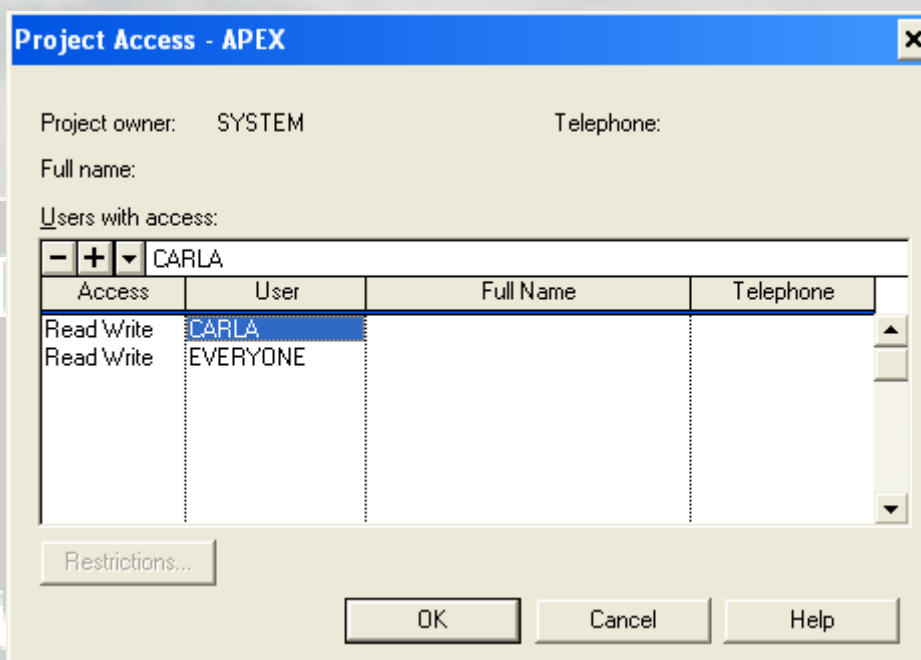 Project Access - APEX
Project owner: SYSTEM Telephone:
Full name:
Users with access:
CARLA
Access User Full Name Telephone
Read Write CARLA
Read Write EVERYONE
Restrictions...
OK Cancel Help